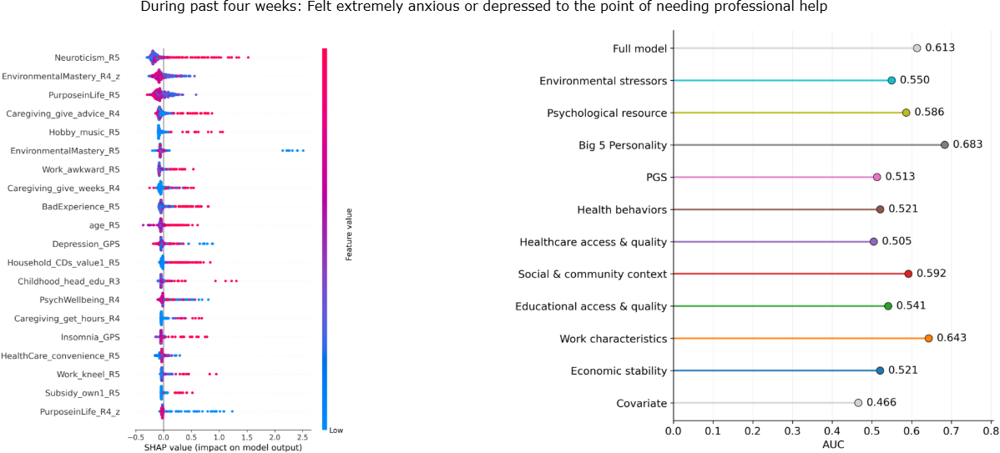 During past four weeks: Felt extremely anxious or depressed to the point of needing professional help
Neuroticism_R5
EnvironmentalMastery_R4_z
PurposeinLife_R5
Caregiving_give_advice_R4
Hobby_music_R5
EnvironmentalMastery_R5
Work_awkward_R5
Caregiving_give_weeks_R4
BadExperience_R5
age_R5
Depression_GPS
Household_CDs_value1_R5
Childhood_head_edu_R3
PsychWellbeing_R4
Caregiving_get_hours_R4
Insomnia_GPS
HealthCare_convenience_R5
Work_kneel_R5
Subsidy_own1_R5
PurposeinLife_R4_z
−0.5 0.0 0.5 1.0 1.5 2.0 2.5
SHAP value (impact on model output)
Feature value
Low
Full model 0.613
Environmental stressors 0.550
Psychological resource 0.586
Big 5 Personality 0.683
PGS 0.513
Health behaviors 0.521
Healthcare access & quality 0.505
Social & community context 0.592
Educational access & quality 0.541
Work characteristics 0.643
Economic stability 0.521
Covariate 0.466
0.0 0.1 0.2 0.3 0.4 0.5 0.6 0.7 0.8
AUC